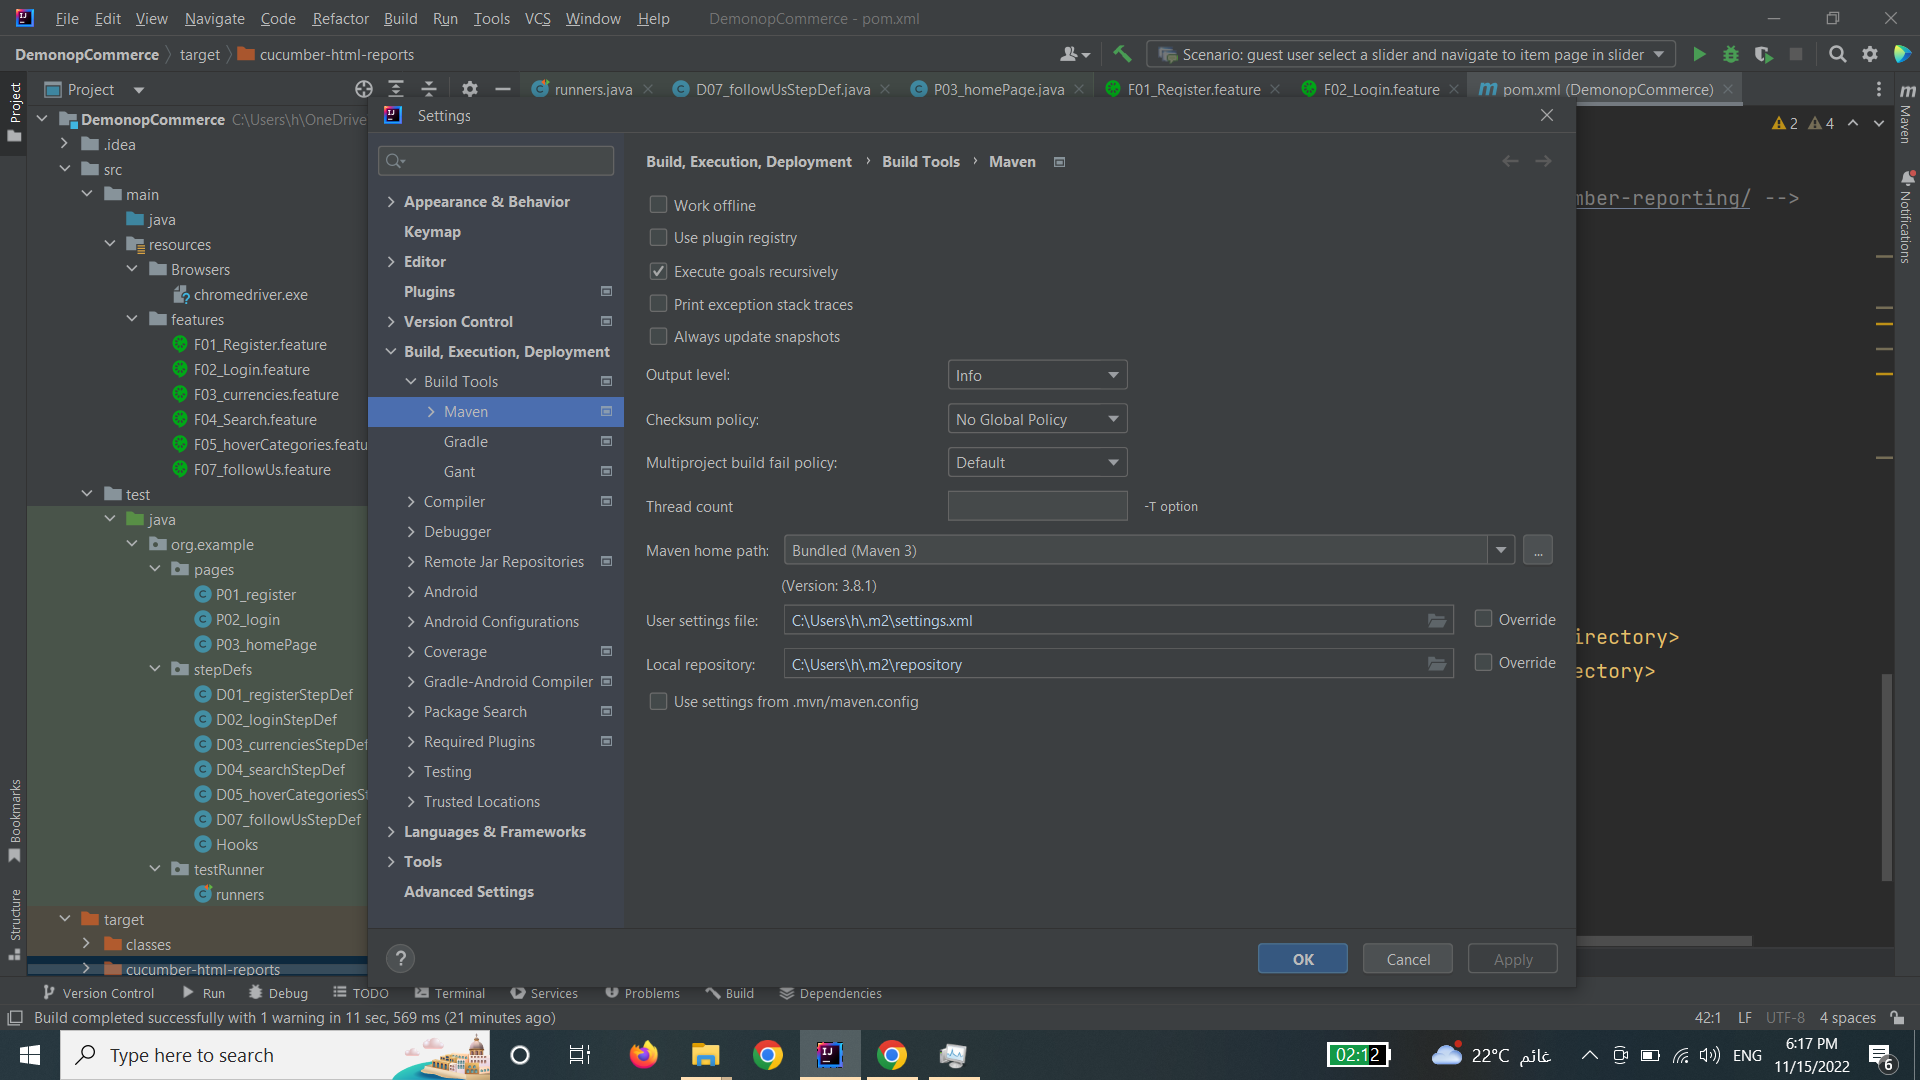 File Edit View Navigate Code Refactor Build Run Tools VCS Window Help DemonopCommerce - pom.xml
DemonopCommerce target cucumber-html-reports Scenario: guest user select a slider and navigate to item page in slider
Project runners.java D07_followUsStepDef.java P03_homePage.java F01_Register.feature F02_Login.feature pom.xml (DemonopCommerce)
Project
Bookmarks
Structure
DemonopCommerce C:\Users\h\OneDrive
.idea
src
main
java
resources
Browsers
chromedriver.exe
features
F01_Register.feature
F02_Login.feature
F03_currencies.feature
F04_Search.feature
F05_hoverCategories.featu
F07_followUs.feature
test
java
org.example
pages
P01_register
P02_login
P03_homePage
stepDefs
D01_registerStepDef
D02_loginStepDef
D03_currenciesStepDef
D04_searchStepDef
D05_hoverCategoriesSt
D07_followUsStepDef
Hooks
testRunner
runners
target
classes
cucumber-html-reports
Settings
Appearance & Behavior
Keymap
Editor
Plugins
Version Control
Build, Execution, Deployment
Build Tools
Maven
Gradle
Gant
Compiler
Debugger
Remote Jar Repositories
Android
Android Configurations
Coverage
Gradle-Android Compiler
Package Search
Required Plugins
Testing
Trusted Locations
Languages & Frameworks
Tools
Advanced Settings
Build, Execution, Deployment › Build Tools › Maven
Work offline
Use plugin registry
Execute goals recursively
Print exception stack traces
Always update snapshots
Output level: Info
Checksum policy: No Global Policy
Multiproject build fail policy: Default
Thread count -T option
Maven home path: Bundled (Maven 3) ...
(Version: 3.8.1)
User settings file: C:\Users\h\.m2\settings.xml Override
Local repository: C:\Users\h\.m2\repository Override
Use settings from .mvn/maven.config
? OK Cancel Apply
2 4
mber-reporting/ -->
irectory>
ectory>
m Maven
Notifications
Version Control Run Debug TODO Terminal Services Problems Build Dependencies
Build completed successfully with 1 warning in 11 sec, 569 ms (21 minutes ago) 42:1 LF UTF-8 4 spaces
Type here to search 02:12 22°C غائم ENG 6:17 PM
11/15/2022 6